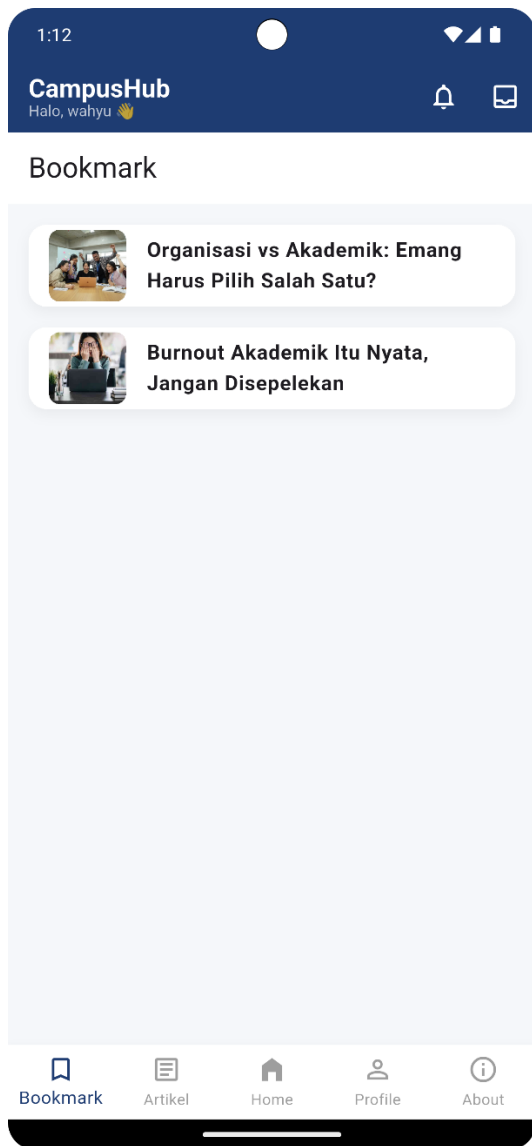 1:12
CampusHub
Halo, wahyu 👋
Bookmark
Organisasi vs Akademik: Emang
Harus Pilih Salah Satu?
Burnout Akademik Itu Nyata,
Jangan Disepelekan
Bookmark
Artikel
Home
Profile
About